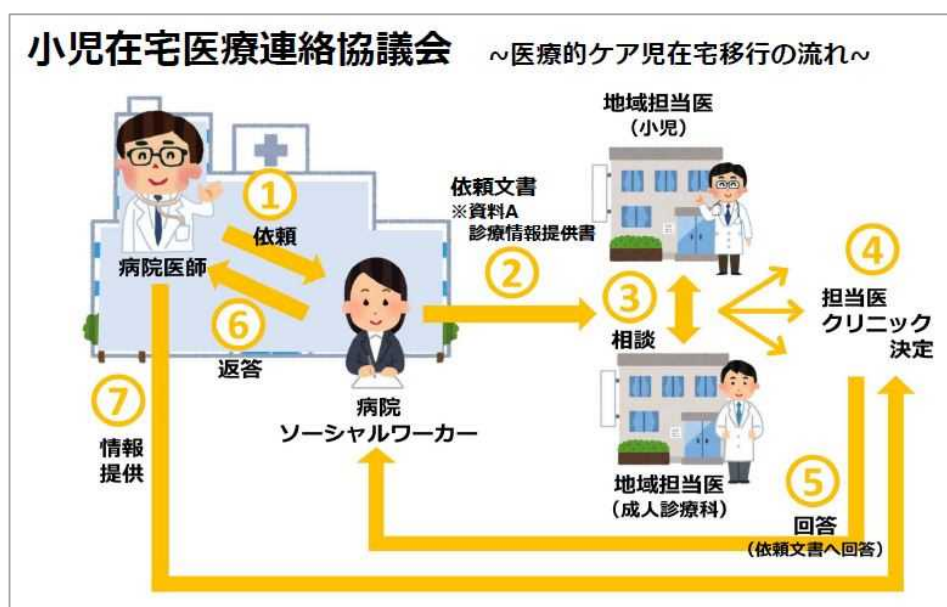 小児在宅医療連絡協議会 ~医療的ケア児在宅移行の流れ~
地域担当医
(小児)
①
依頼
病院医師
依頼文書
※資料A
診療情報提供書
②
③
相談
④
担当医
クリニック
決定
⑥
返答
病院
ソーシャルワーカー
⑦
情報
提供
地域担当医
(成人診療科)
⑤
回答
(依頼文書へ回答)